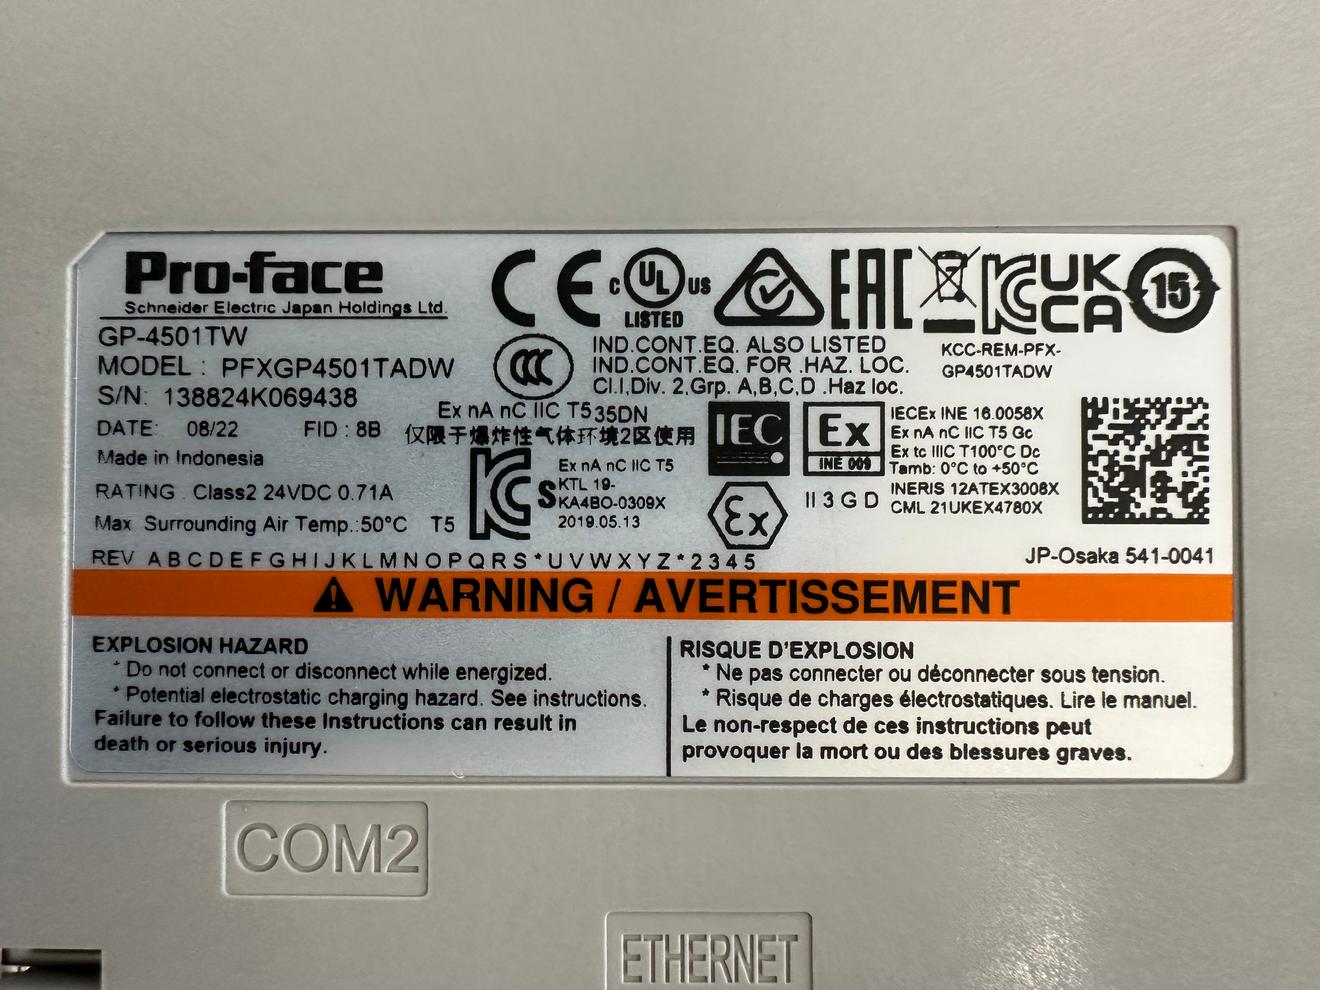 Pro-face
Schneider Electric Japan Holdings Ltd.
GP-4501TW
MODEL : PFXGP4501TADW
S/N: 138824K069438
DATE: 08/22 FID : 8B
Made in Indonesia
RATING : Class2 24VDC 0.71A
Max Surrounding Air Temp.:50°C T5
REV A B C D E F G H I J K L M N O P Q R S * U V W X Y Z * 2 3 4 5
CE
C UL US
LISTED
EAC
KC
UK
CA
15
CCC
IND.CONT.EQ. ALSO LISTED
IND.CONT.EQ. FOR .HAZ. LOC.
Cl.I,Div. 2,Grp. A,B,C,D .Haz loc.
35DN
KCC-REM-PFX-
GP4501TADW
Ex nA nC IIC T5
仅限于爆炸性气体环境2区使用
KCs
Ex nA nC IIC T5
KTL 19-
KA4BO-0309X
2019.05.13
IEC
Ex
INE 009
Ex
II 3 G D
IECEx INE 16.0058X
Ex nA nC IIC T5 Gc
Ex tc IIIC T100°C Dc
Tamb: 0°C to +50°C
INERIS 12ATEX3008X
CML 21UKEX4780X
JP-Osaka 541-0041
WARNING / AVERTISSEMENT
EXPLOSION HAZARD
* Do not connect or disconnect while energized.
* Potential electrostatic charging hazard. See instructions.
Failure to follow these Instructions can result in
death or serious injury.
RISQUE D'EXPLOSION
* Ne pas connecter ou déconnecter sous tension.
* Risque de charges électrostatiques. Lire le manuel.
Le non-respect de ces instructions peut
provoquer la mort ou des blessures graves.
COM2
ETHERNET